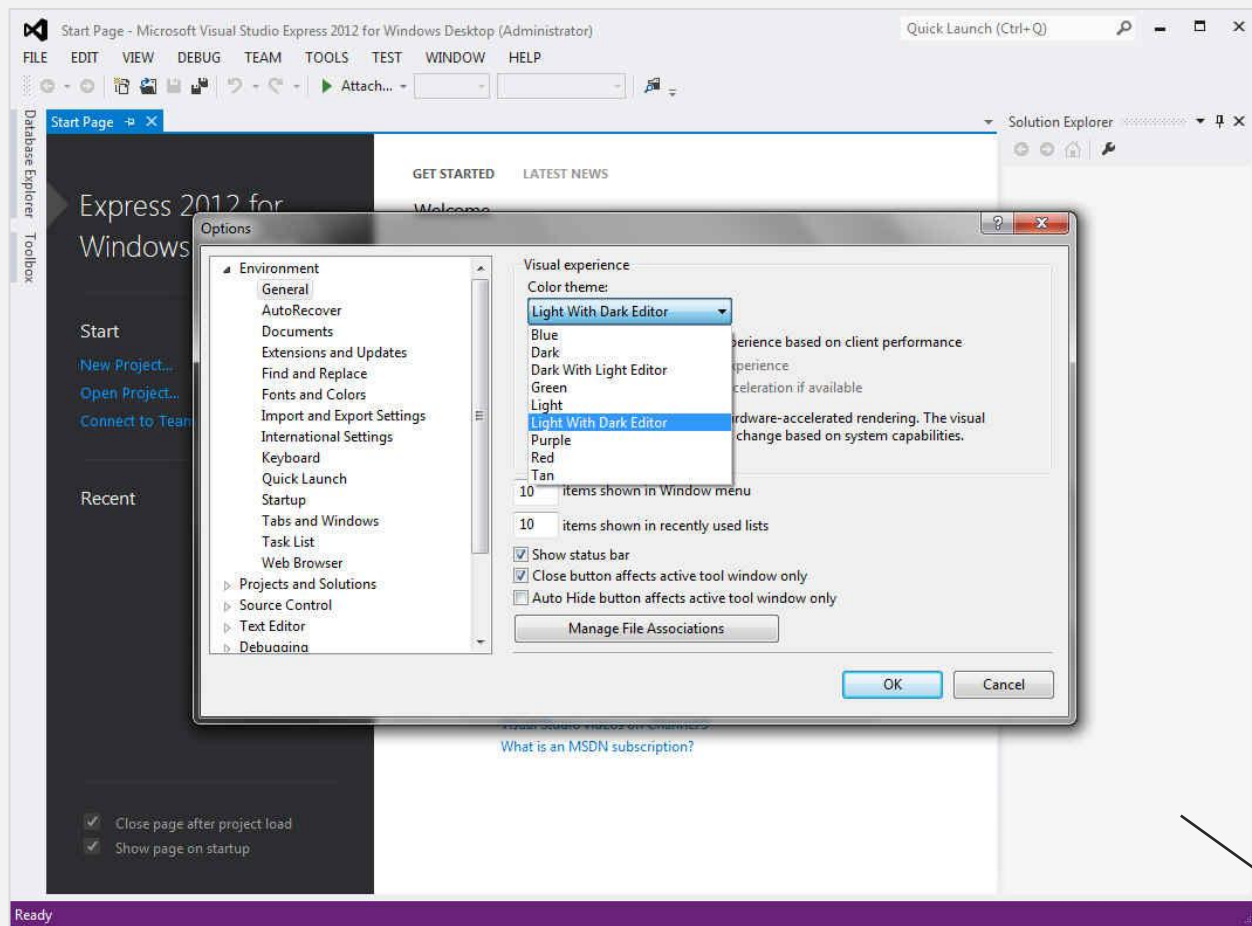 Start Page - Microsoft Visual Studio Express 2012 for Windows Desktop (Administrator)
Quick Launch (Ctrl+Q)
FILE EDIT VIEW DEBUG TEAM TOOLS TEST WINDOW HELP
Attach...
Database Explorer
Toolbox
Start Page
Solution Explorer
GET STARTED LATEST NEWS
Welcome
Express 2012 for
Windows
Start
New Project...
Open Project...
Connect to Team
Recent
Close page after project load
Show page on startup
Options
Environment
General
AutoRecover
Documents
Extensions and Updates
Find and Replace
Fonts and Colors
Import and Export Settings
International Settings
Keyboard
Quick Launch
Startup
Tabs and Windows
Task List
Web Browser
Projects and Solutions
Source Control
Text Editor
Debugging
Visual experience
Color theme:
Light With Dark Editor
Blue
Dark
Dark With Light Editor
Green
Light
Light With Dark Editor
Purple
Red
Tan
perience based on client performance
xperience
celeration if available
rdware-accelerated rendering. The visual
change based on system capabilities.
10 items shown in Window menu
10 items shown in recently used lists
Show status bar
Close button affects active tool window only
Auto Hide button affects active tool window only
Manage File Associations
OK Cancel
Visual Studio videos on Channel9
What is an MSDN subscription?
Ready